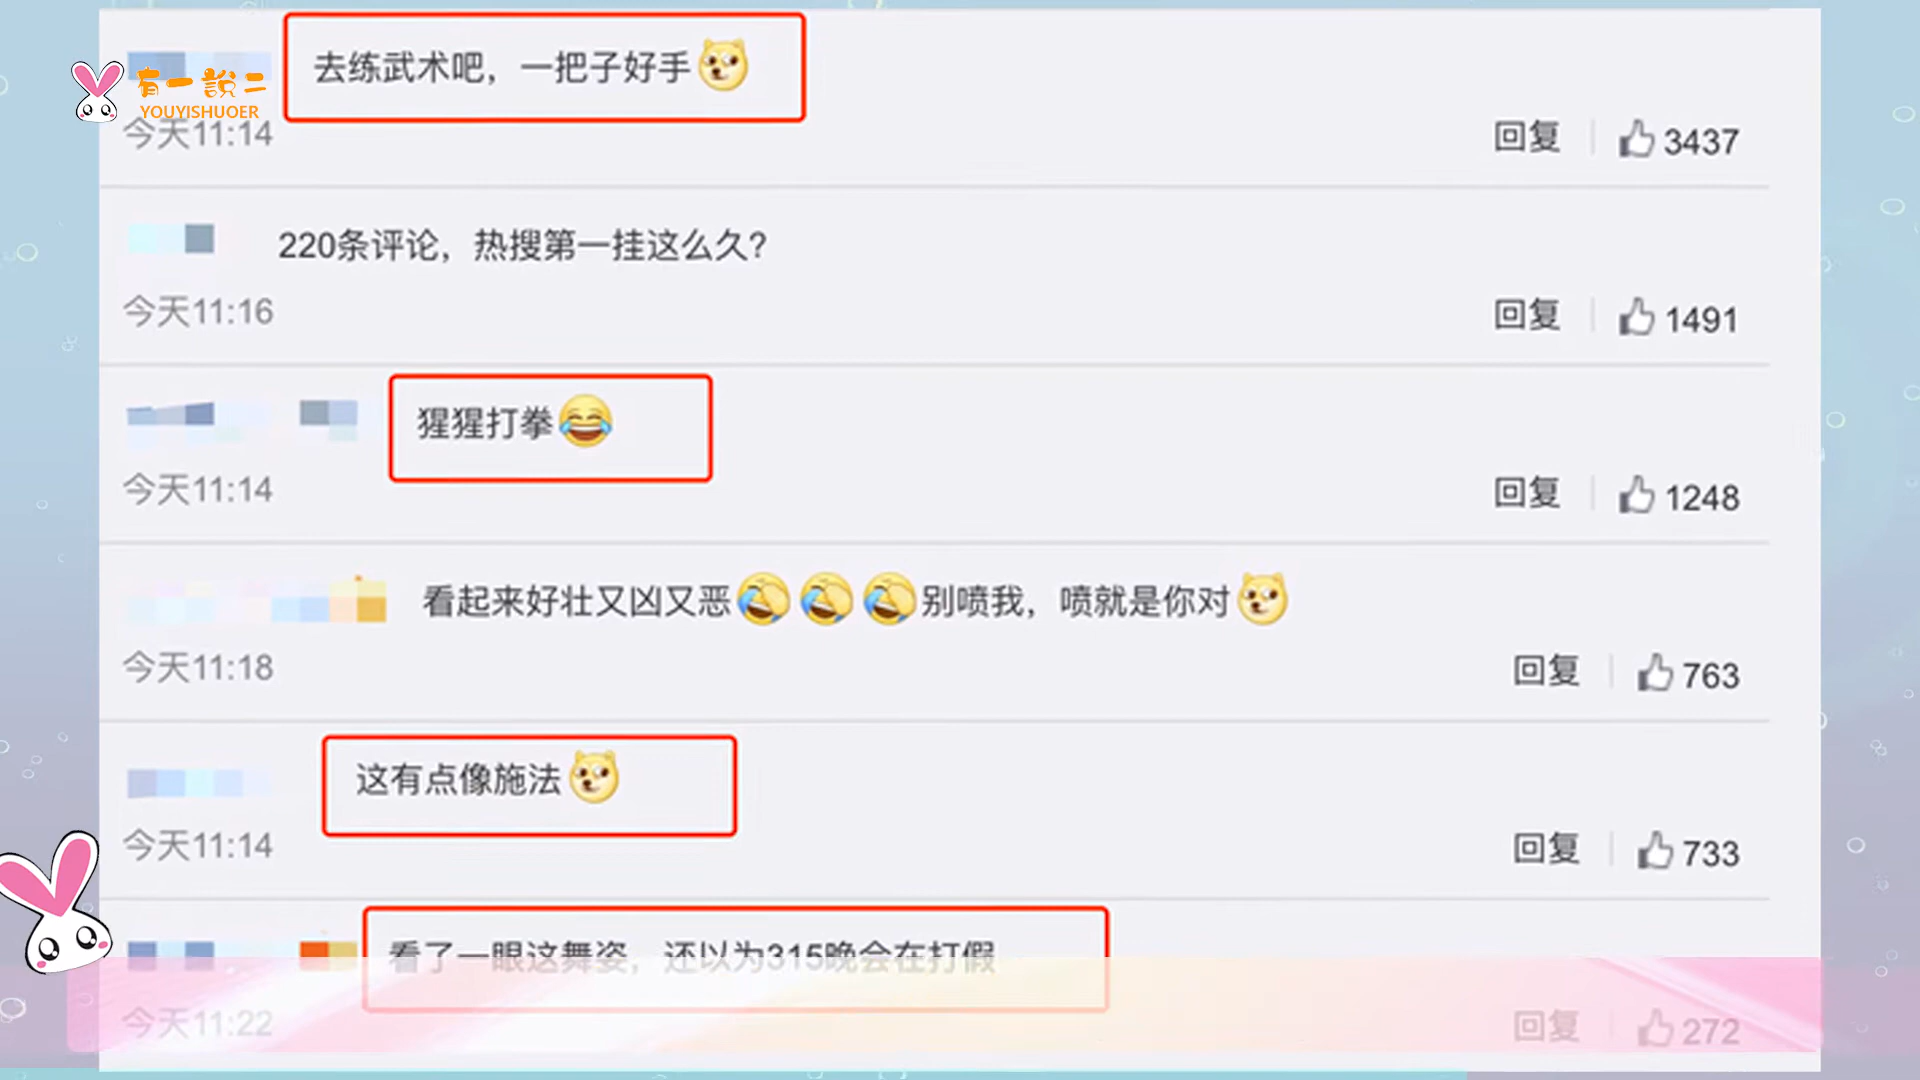 有一說二
YOUYISHUOER
去练武术吧，一把子好手
今天11:14
回复
3437
220条评论，热搜第一挂这么久？
今天11:16
回复
1491
猩猩打拳
今天11:14
回复
1248
看起来好壮又凶又恶别喷我，喷就是你对
今天11:18
回复
763
这有点像施法
今天11:14
回复
733
看了一眼这舞姿，还以为315晚会在打假
今天11:22
回复
272